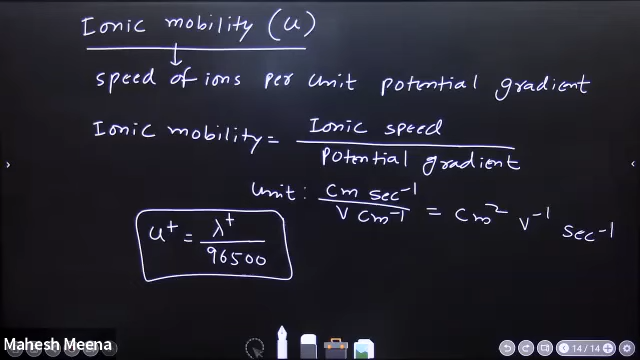 Ionic mobility (u)
speed of ions per unit potential gradient
Ionic mobility = Ionic speed / Potential gradient
Unit : cm sec⁻¹ / V cm⁻¹ = cm² V⁻¹ sec⁻¹
u⁺ = λ⁺ / 96500
Mahesh Meena
14 / 14